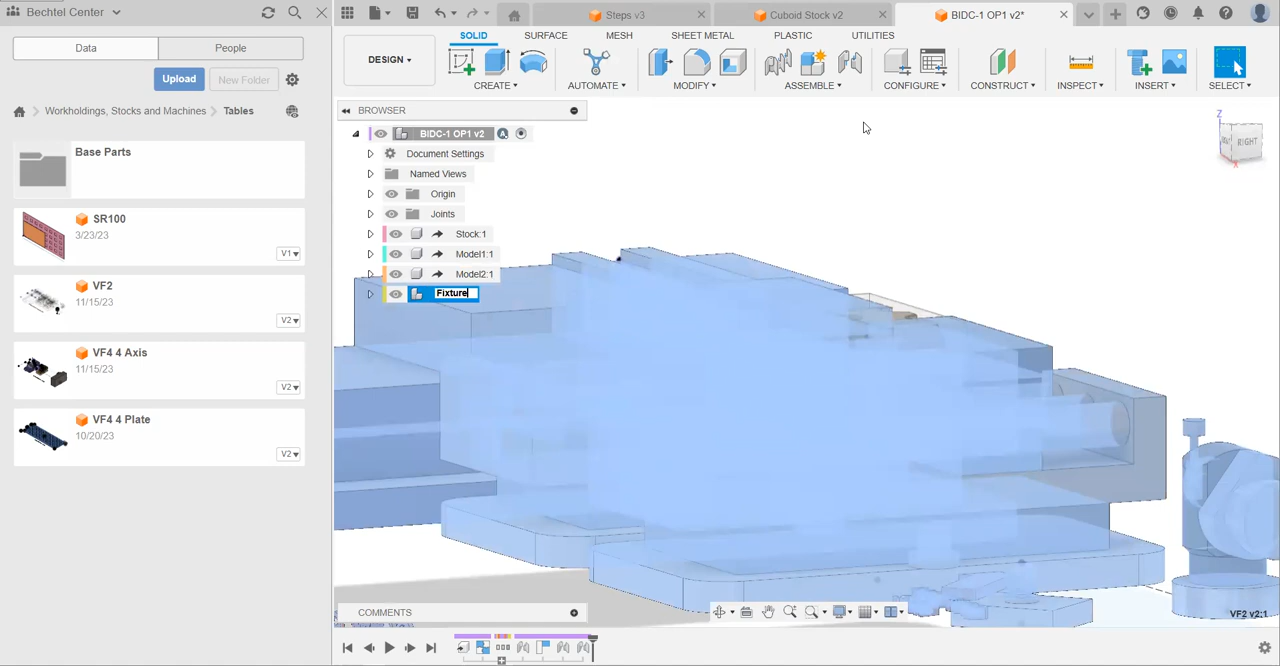 Bechtel Center
Steps v3
Cuboid Stock v2
BIDC-1 OP1 v2*
Data
People
Upload
New Folder
Workholdings, Stocks and Machines
Tables
Base Parts
SR100
3/23/23
V1
VF2
11/15/23
V2
VF4 4 Axis
11/15/23
V2
VF4 4 Plate
10/20/23
V2
DESIGN
SOLID
SURFACE
MESH
SHEET METAL
PLASTIC
UTILITIES
CREATE
AUTOMATE
MODIFY
ASSEMBLE
CONFIGURE
CONSTRUCT
INSPECT
INSERT
SELECT
BROWSER
BIDC-1 OP1 v2
Document Settings
Named Views
Origin
Joints
Stock:1
Model1:1
Model2:1
Fixture
Z
RIGHT
X
COMMENTS
VF2 v2:1